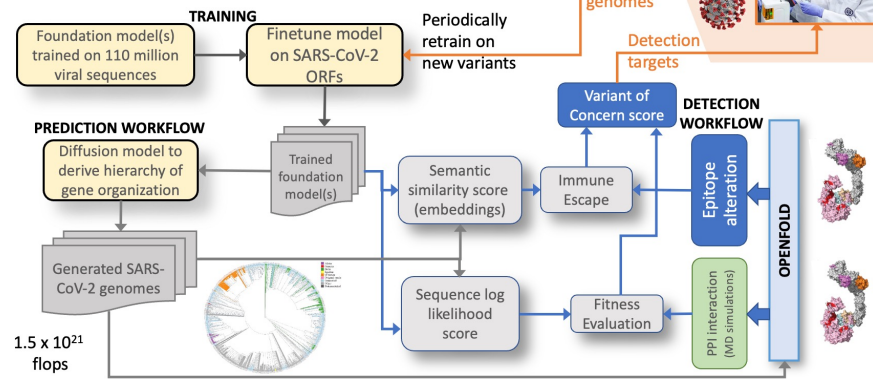 genomes
TRAINING
Foundation model(s)
trained on 110 million
viral sequences
Finetune model
on SARS-CoV-2
ORFs
Periodically
retrain on
new variants
Detection
targets
Variant of
Concern score
DETECTION
WORKFLOW
PREDICTION WORKFLOW
Diffusion model to
derive hierarchy of
gene organization
Trained
foundation
model(s)
Semantic
similarity score
(embeddings)
Immune
Escape
Epitope
alteration
OPENFOLD
Generated SARS-
CoV-2 genomes
Sequence log
likelihood
score
Fitness
Evaluation
PPI interaction
(MD simulations)
1.5 x 10²¹
flops